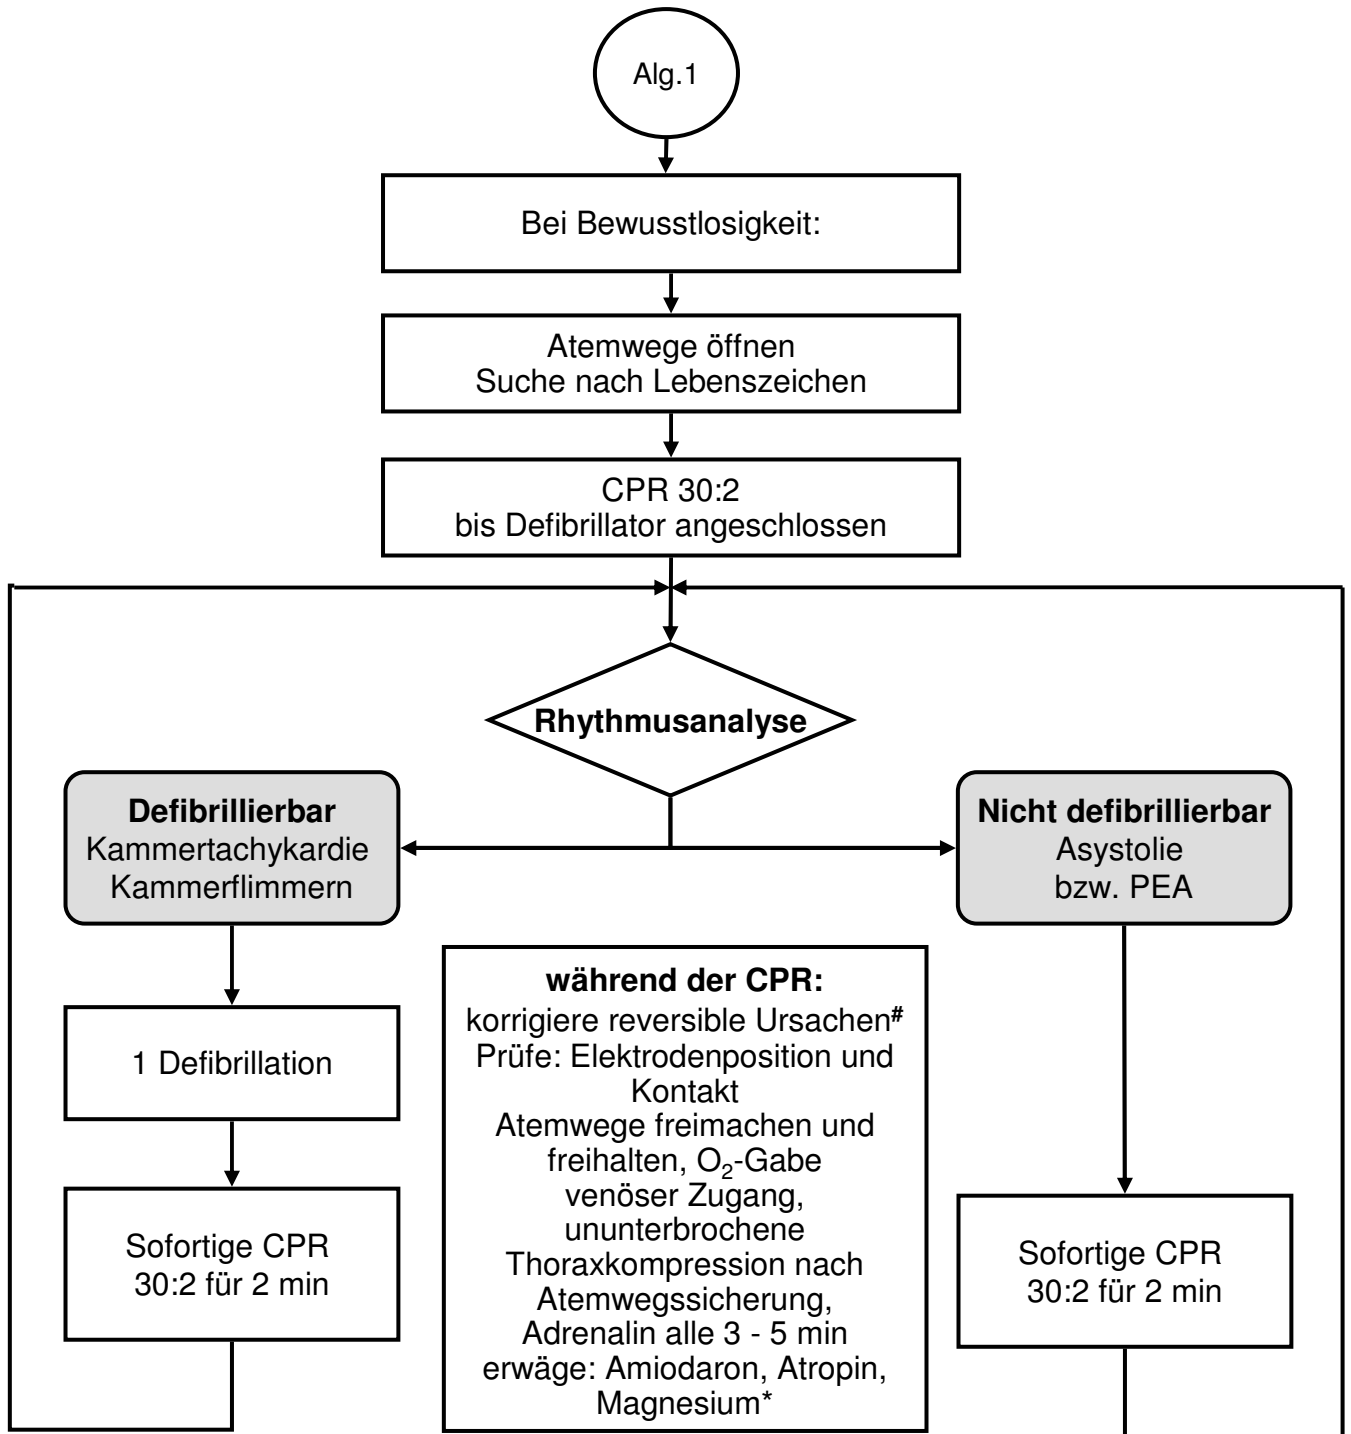 Alg.1
Bei Bewusstlosigkeit:
Atemwege öffnen
Suche nach Lebenszeichen
CPR 30:2
bis Defibrillator angeschlossen
Rhythmusanalyse
Defibrillierbar
Kammertachykardie
Kammerflimmern
Nicht defibrillierbar
Asystolie
bzw. PEA
1 Defibrillation
Sofortige CPR
30:2 für 2 min
während der CPR:
korrigiere reversible Ursachen#
Prüfe: Elektrodenposition und
Kontakt
Atemwege freimachen und
freihalten, O₂-Gabe
venöser Zugang,
ununterbrochene
Thoraxkompression nach
Atemwegssicherung,
Adrenalin alle 3 - 5 min
erwäge: Amiodaron, Atropin,
Magnesium*
Sofortige CPR
30:2 für 2 min